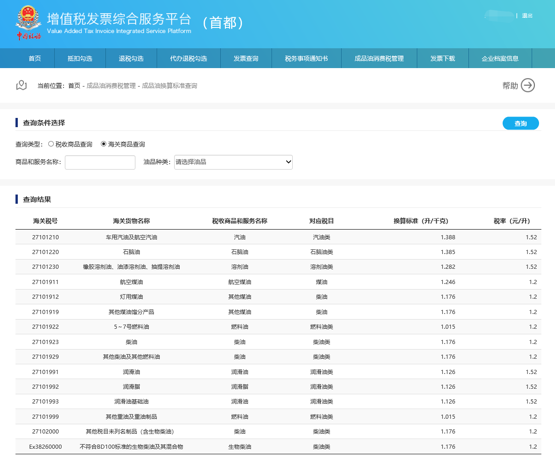 中国税务
增值税发票综合服务平台 （首都）
Value Added Tax Invoice Integrated Service Platform
| 退出
首页 抵扣勾选 退税勾选 代办退税勾选 发票查询 税务事项通知书 成品油消费税管理 发票下载 企业档案信息
当前位置：首页 - 成品油消费税管理 - 成品油换算标准查询 帮助
查询条件选择 查询
查询类型： 税收商品查询 海关商品查询
商品和服务名称： 油品种类： 请选择油品
查询结果
海关税号 海关货物名称 税收商品和服务名称 对应税目 换算标准（升/千克） 税率（元/升）
27101210 车用汽油及航空汽油 汽油 汽油类 1.388 1.52
27101220 石脑油 石脑油 石脑油类 1.385 1.52
27101230 橡胶溶剂油、油漆溶剂油、抽提溶剂油 溶剂油 溶剂油类 1.282 1.52
27101911 航空煤油 航空煤油 煤油 1.246 1.2
27101912 灯用煤油 其他煤油 柴油 1.176 1.2
27101919 其他煤油馏分产品 其他煤油 柴油 1.176 1.2
27101922 5～7号燃料油 燃料油 燃料油类 1.015 1.2
27101923 柴油 柴油 柴油类 1.176 1.2
27101929 其他柴油及其他燃料油 柴油 柴油类 1.176 1.2
27101991 润滑油 润滑油 润滑油类 1.126 1.52
27101992 润滑脂 润滑油 润滑油类 1.126 1.52
27101993 润滑油基础油 润滑油 润滑油类 1.126 1.52
27101999 其他重油及重油制品 燃料油 燃料油类 1.015 1.2
27102000 其他税目未列名制品（含生物柴油） 柴油 柴油类 1.176 1.2
Ex38260000 不符合BD100标准的生物柴油及其混合物 生物柴油 柴油类 1.176 1.2